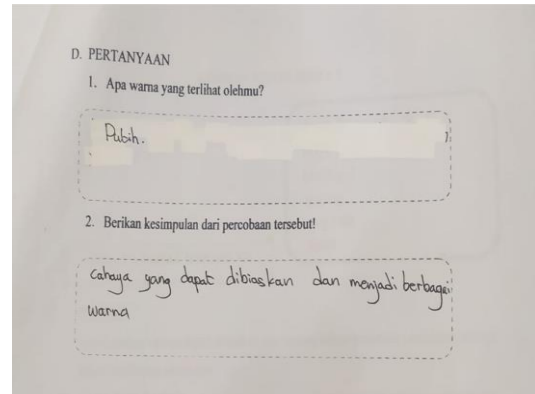 D. PERTANYAAN
1. Apa warna yang terlihat olehmu?
Putih.
2. Berikan kesimpulan dari percobaan tersebut!
cahaya yang dapat dibiaskan dan menjadi berbagai
warna